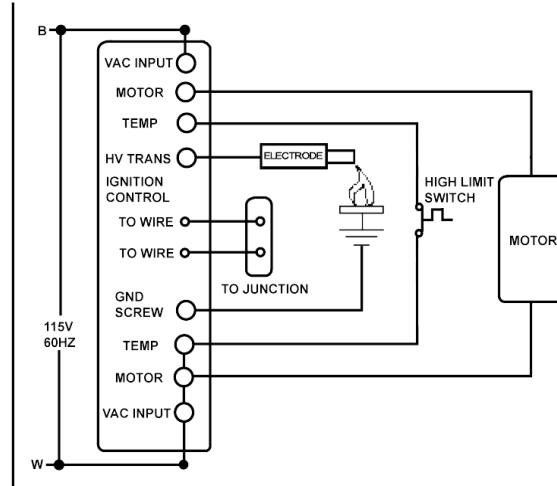 B
VAC INPUT
MOTOR
TEMP
HV TRANS
ELECTRODE
IGNITION
CONTROL
HIGH LIMIT
SWITCH
TO WIRE
TO WIRE
MOTOR
TO JUNCTION
GND
SCREW
115V
60HZ
TEMP
MOTOR
VAC INPUT
W